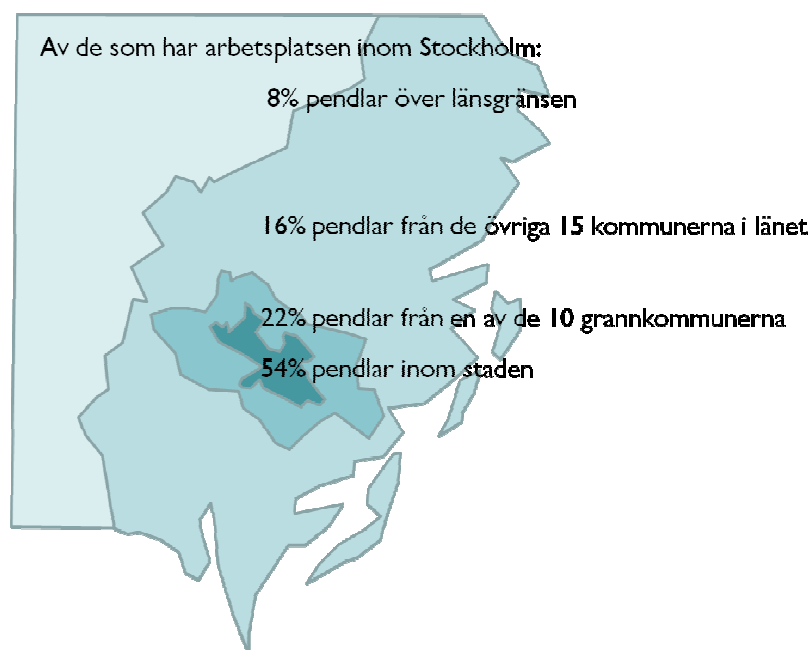 Av de som har arbetsplatsen inom Stockholm:
8% pendlar över länsgränsen
16% pendlar från de övriga 15 kommunerna i länet
22% pendlar från en av de 10 grannkommunerna
54% pendlar inom staden